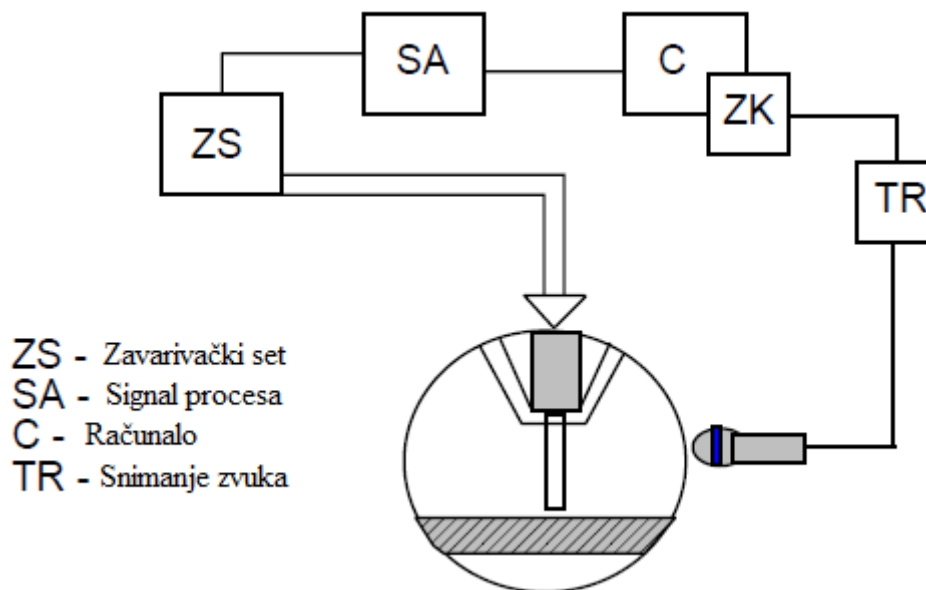 SA
C
ZK
ZS
TR
ZS - Zavarivački set
SA - Signal procesa
C - Računalo
TR - Snimanje zvuka